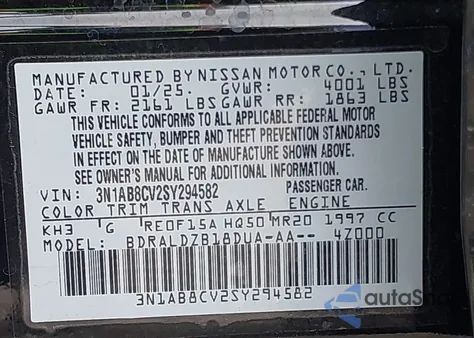 MANUFACTURED BY NISSAN MOTOR CO., LTD.
DATE: 01/25. GVWR: 4001 LBS
GAWR FR: 2161 LBS GAWR RR: 1863 LBS
THIS VEHICLE CONFORMS TO ALL APPLICABLE FEDERAL MOTOR
VEHICLE SAFETY, BUMPER AND THEFT PREVENTION STANDARDS
IN EFFECT ON THE DATE OF MANUFACTURE SHOWN ABOVE.
SEE OWNER'S MANUAL FOR ADDITIONAL INFORMATION.
VIN: 3N1AB8CV2SY294582 PASSENGER CAR.
COLOR TRIM TRANS AXLE ENGINE
KH3 G RE0F15A HQ50 MR20 1997 CC
MODEL: BDRALDZB18DUA-AA-- 4Z000
3N1AB8CV2SY294582